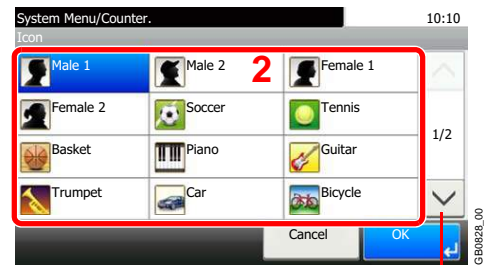 System Menu/Counter. 10:10
Icon
Male 1 Male 2 2 Female 1
Female 2 Soccer Tennis
1/2
Basket Piano Guitar
Trumpet Car Bicycle
Cancel OK
GB0828_00